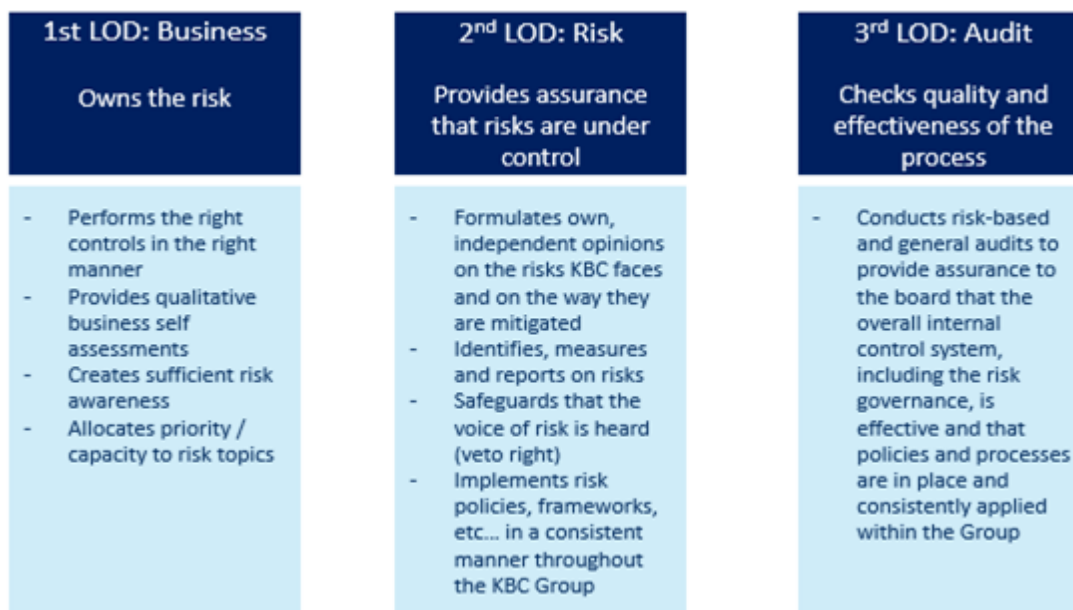 1st LOD: Business
Owns the risk
- Performs the right
controls in the right
manner
- Provides qualitative
business self
assessments
- Creates sufficient risk
awareness
- Allocates priority /
capacity to risk topics
2nd LOD: Risk
Provides assurance
that risks are under
control
- Formulates own,
independent opinions
on the risks KBC faces
and on the way they
are mitigated
- Identifies, measures
and reports on risks
- Safeguards that the
voice of risk is heard
(veto right)
- Implements risk
policies, frameworks,
etc... in a consistent
manner throughout
the KBC Group
3rd LOD: Audit
Checks quality and
effectiveness of the
process
- Conducts risk-based
and general audits to
provide assurance to
the board that the
overall internal
control system,
including the risk
governance, is
effective and that
policies and processes
are in place and
consistently applied
within the Group